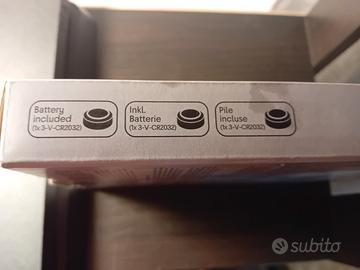 Battery
included
(1x 3-V-CR2032)
Inkl.
Batterie
(1x 3-V-CR2032)
Pile
incluse
(1x 3-V-CR2032)
subito